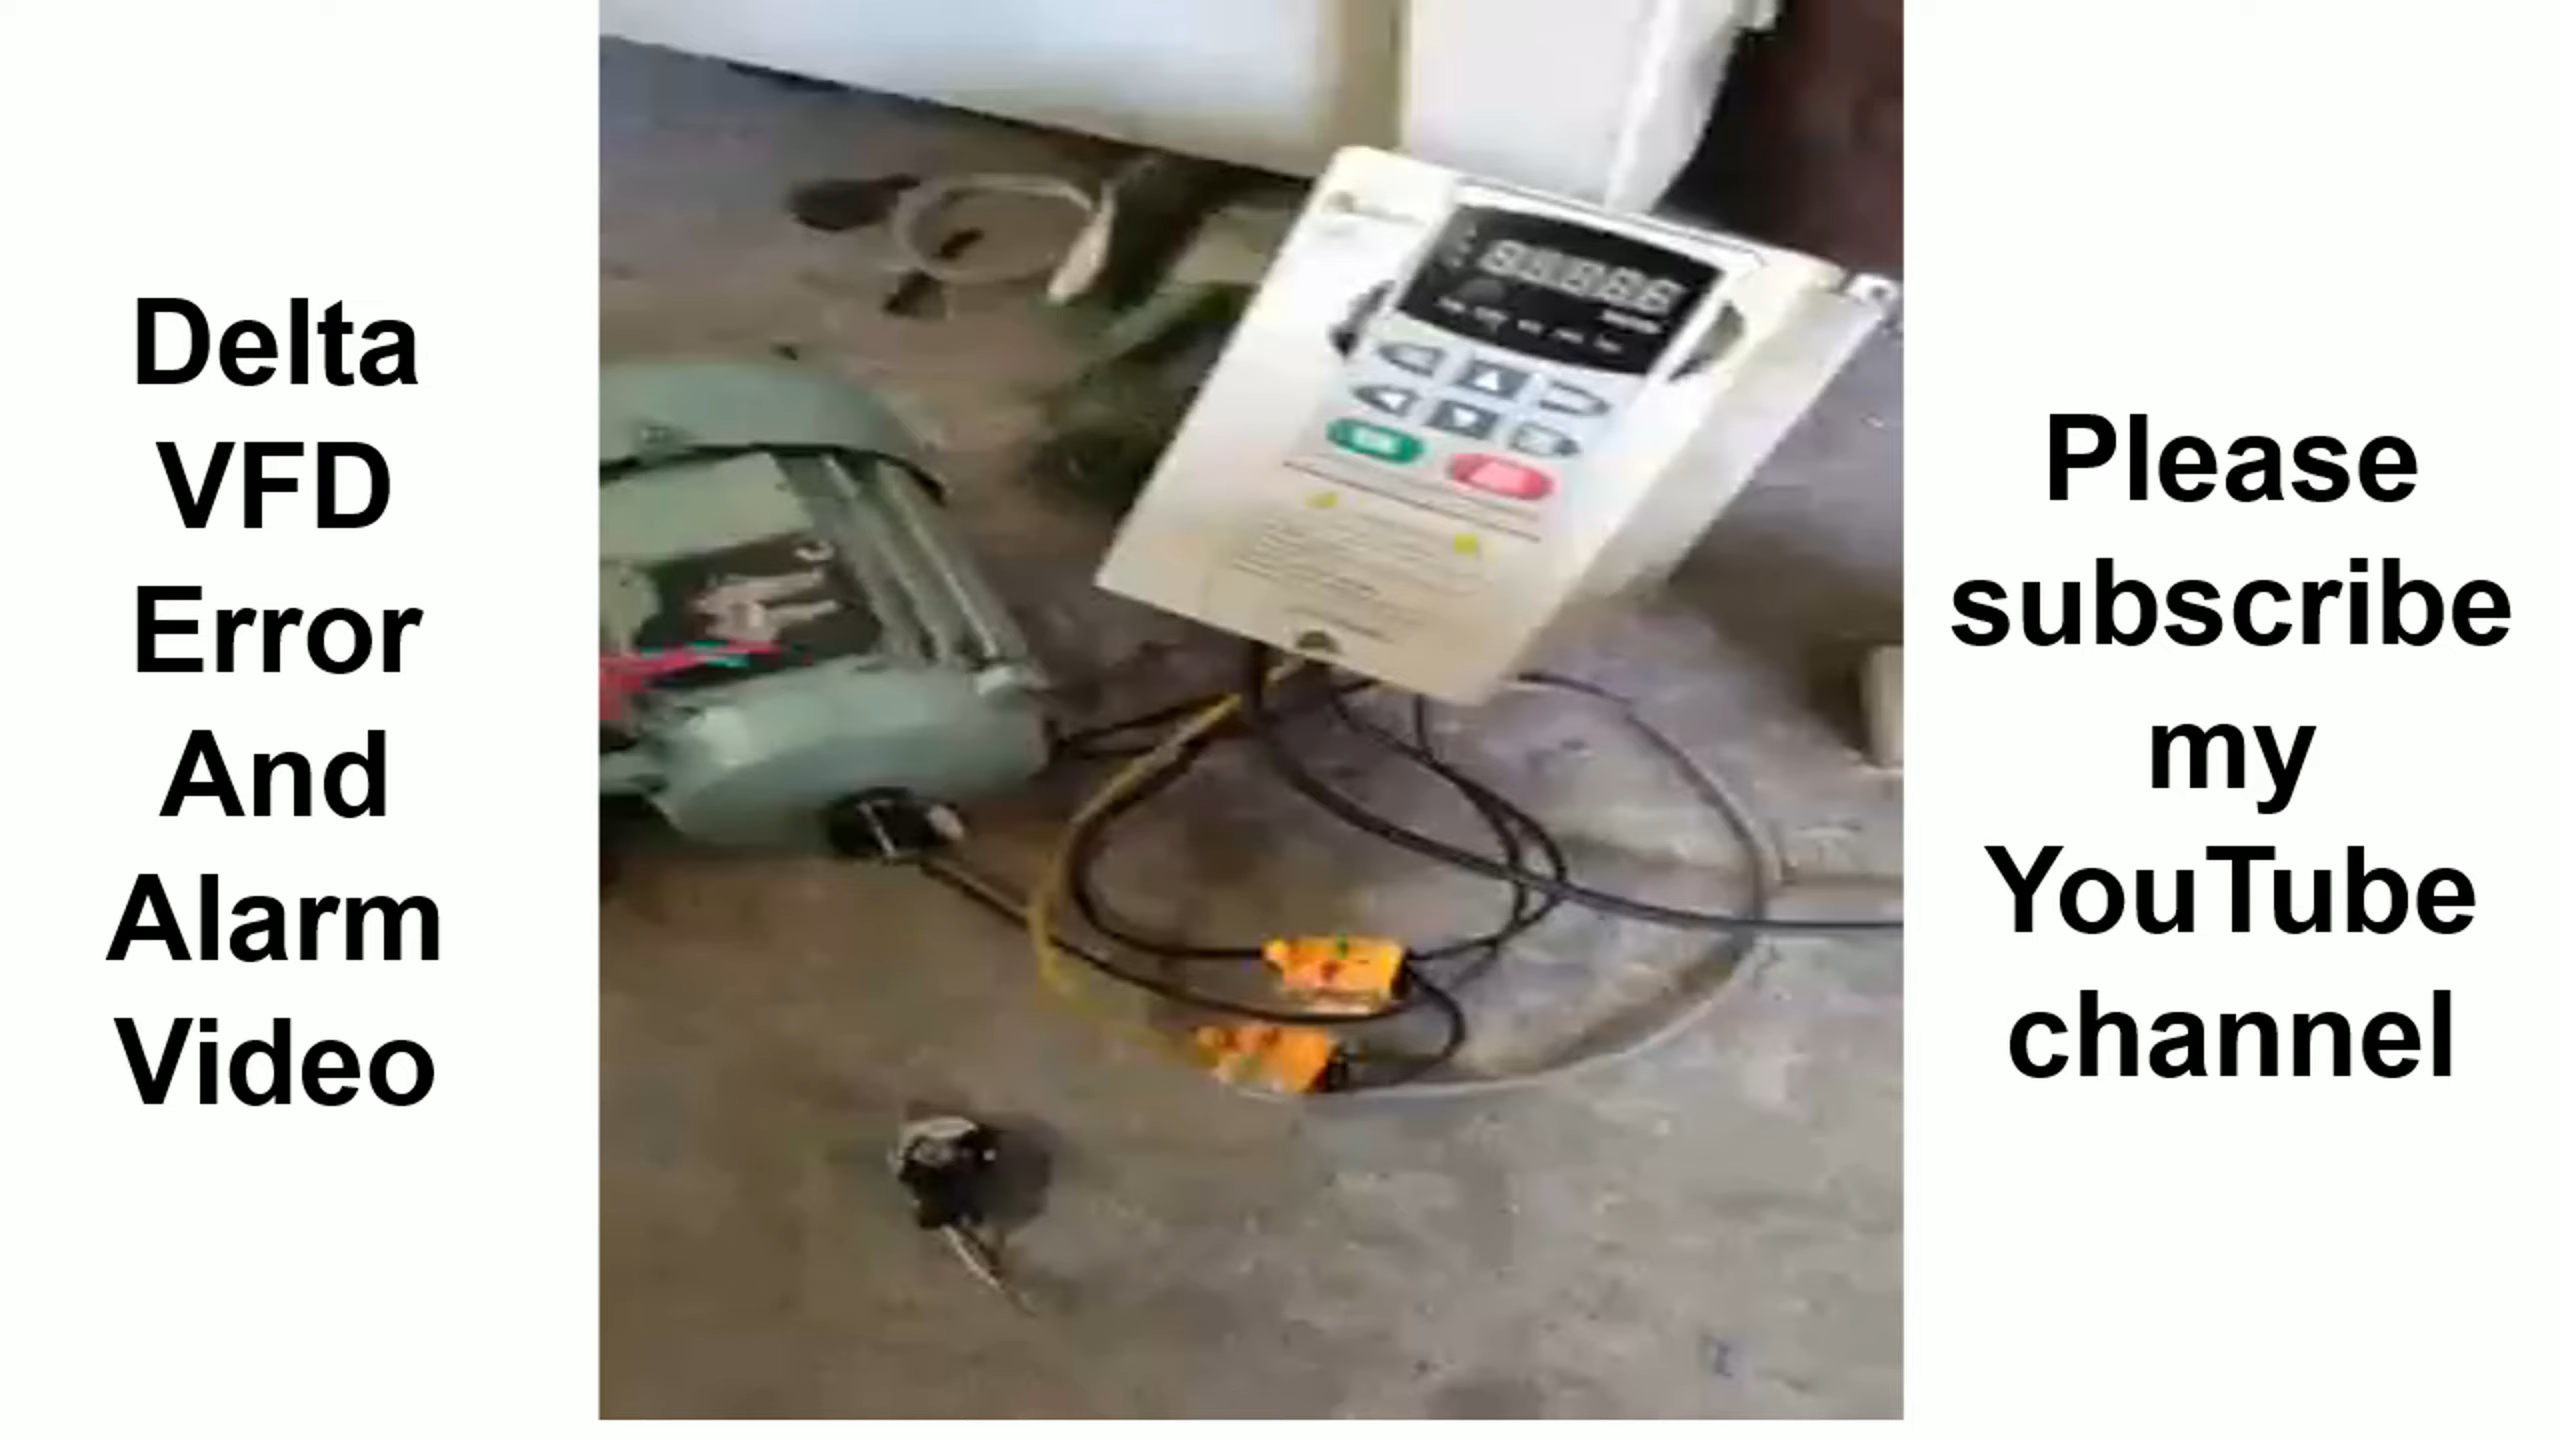 Delta
VFD
Error
And
Alarm
Video
Please
subscribe
my
YouTube
channel